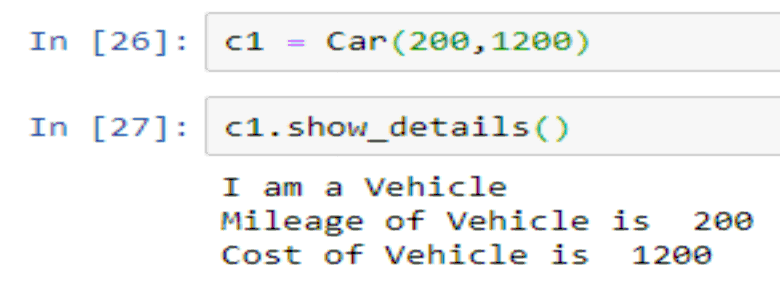 In [26]: c1 = Car(200,1200)
In [27]: c1.show_details()
I am a Vehicle
Mileage of Vehicle is  200
Cost of Vehicle is  1200